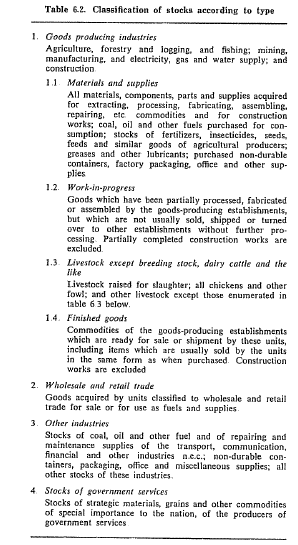 Table 6.2. Classification of stocks according to type
1. Goods producing industries
Agriculture, forestry and logging, and fishing; mining,
manufacturing, and electricity, gas and water supply; and
construction
1.1 Materials and supplies
All materials, components, parts and supplies acquired
for extracting, processing, fabricating, assembling,
repairing, etc commodities and for construction
works; coal, oil and other fuels purchased for con-
sumption; stocks of fertilizers, insecticides, seeds,
feeds and similar goods of agricultural producers;
greases and other lubricants; purchased non-durable
containers, factory packaging, office and other sup-
plies
1.2. Work-in-progress
Goods which have been partially processed, fabricated
or assembled by the goods-producing establishments,
but which are not usually sold, shipped or turned
over to other establishments without further pro-
cessing. Partially completed construction works are
excluded
1.3 Livestock except breeding stock, dairy cattle and the
like
Livestock raised for slaughter; all chickens and other
fowl; and other livestock except those enumerated in
table 6.3 below.
1.4. Finished goods
Commodities of the goods-producing establishments
which are ready for sale or shipment by these units,
including items which are usually sold by the units
in the same form as when purchased. Construction
works are excluded
2. Wholesale and retail trade
Goods acquired by units classified to wholesale and retail
trade for sale or for use as fuels and supplies
3. Other industries
Stocks of coal, oil and other fuel and of repairing and
maintenance supplies of the transport, communication,
financial and other industries n.e.c.; non-durable con-
tainers, packaging, office and miscellaneous supplies; all
other stocks of these industries.
4. Stocks of government services
Stocks of strategic materials, grains and other commodities
of special importance to the nation, of the producers of
government services